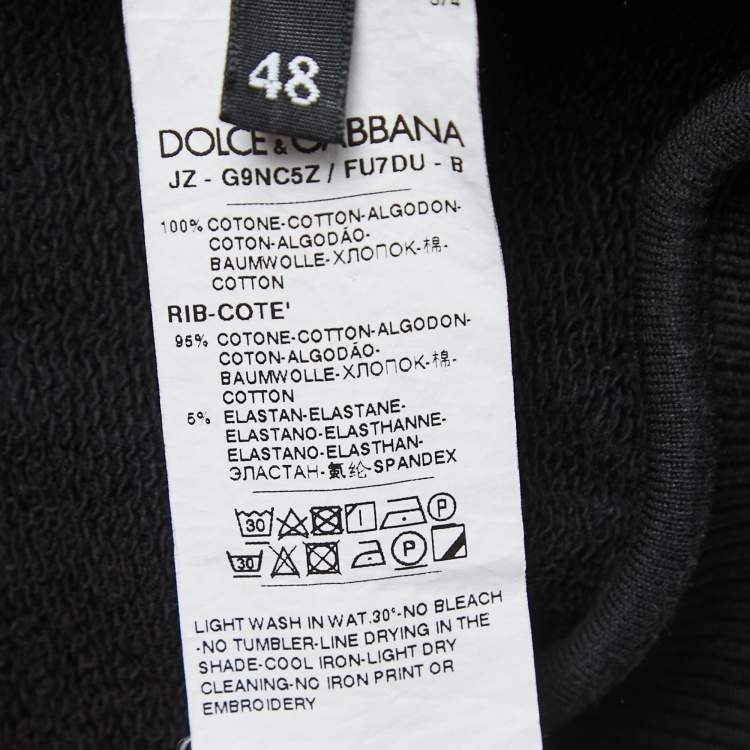 48
DOLCE & GABBANA
JZ - G9NC5Z / FU7DU - B
100% COTONE-COTTON-ALGODON-
COTON-ALGODÃO-
BAUMWOLLE-ХЛОПОК-棉-
COTTON
RIB-COTE'
95% COTONE-COTTON-ALGODON-
COTON-ALGODÃO-
BAUMWOLLE-ХЛОПОК-棉-
COTTON
5% ELASTAN-ELASTANE-
ELASTANO-ELASTHANNE-
ELASTANO-ELASTHAN-
ЭЛАСТАН-氨纶-SPANDEX
30 P
30 P
LIGHT WASH IN WAT.30°-NO BLEACH
-NO TUMBLER-LINE DRYING IN THE
SHADE-COOL IRON-LIGHT DRY
CLEANING-NO IRON PRINT OR
EMBROIDERY